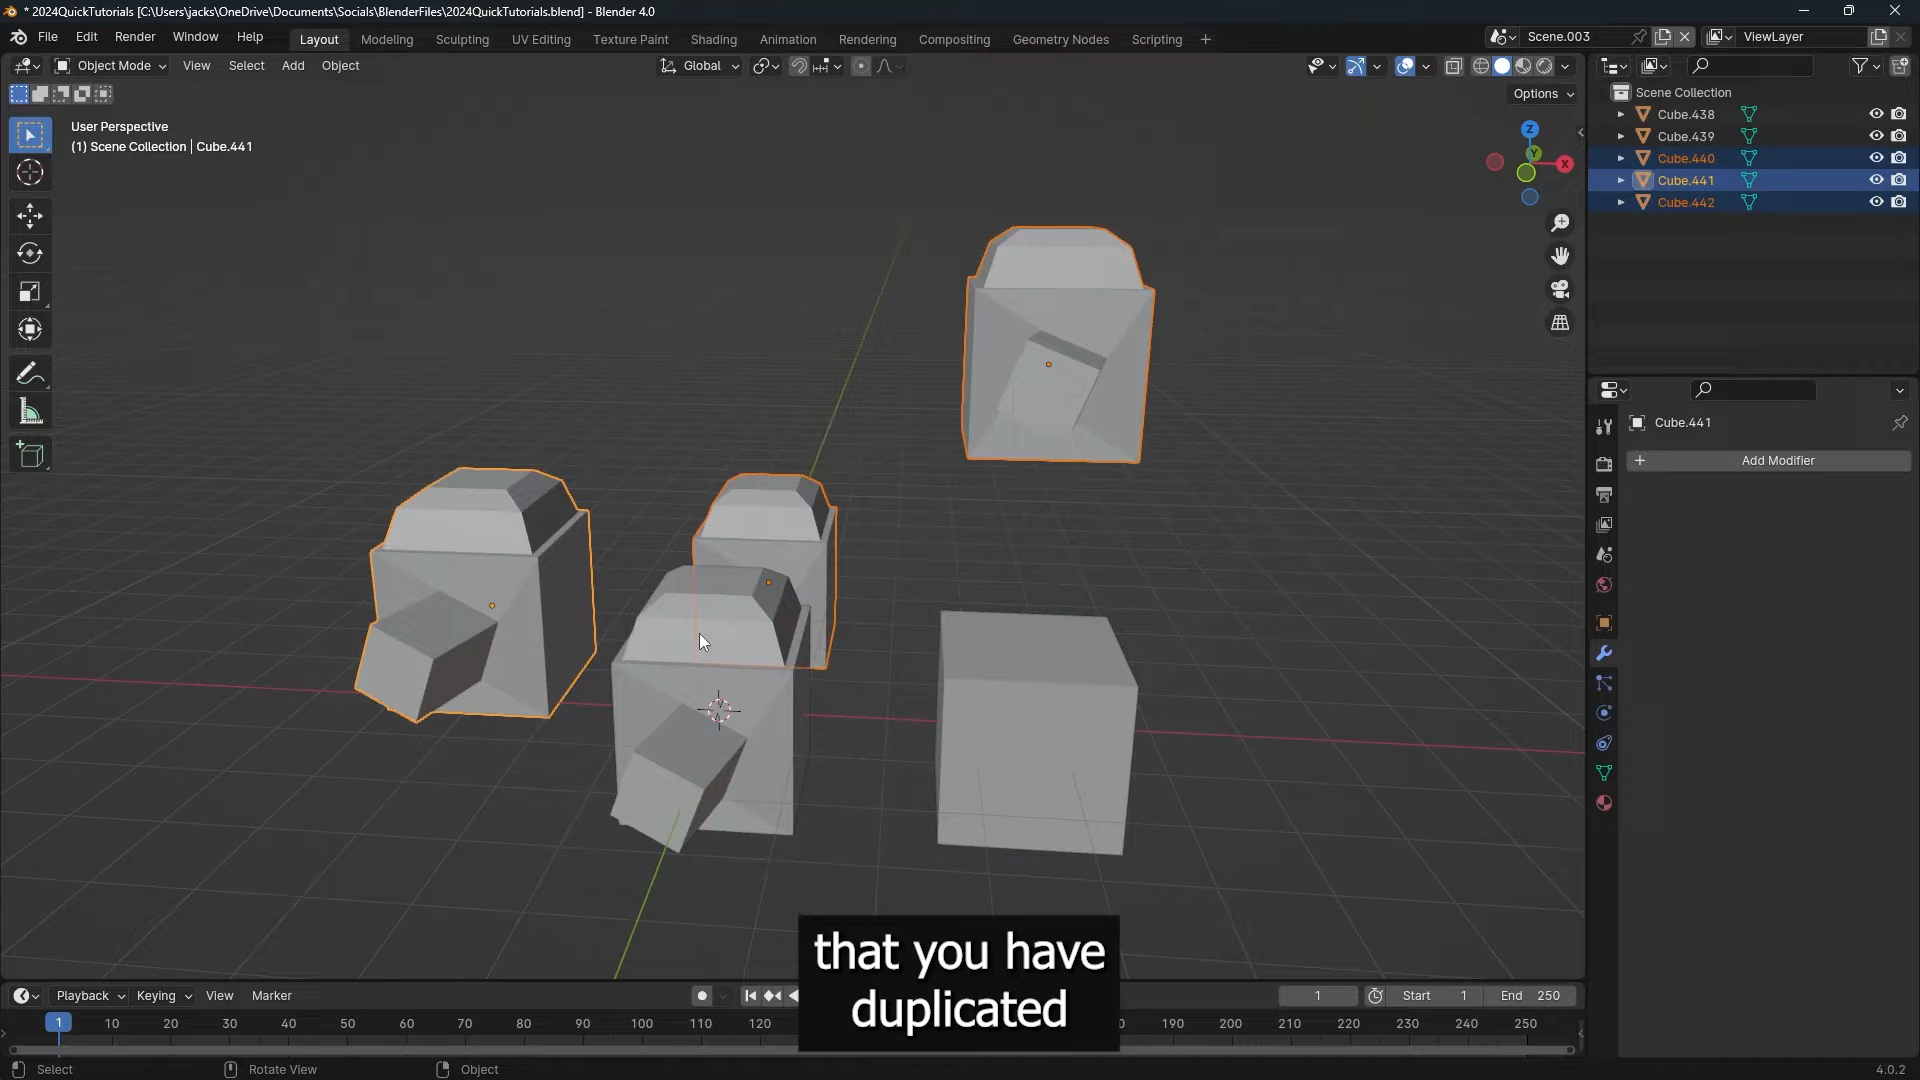 * 2024QuickTutorials [C:\Users\jacks\OneDrive\Documents\Socials\BlenderFiles\2024QuickTutorials.blend] - Blender 4.0
File Edit Render Window Help Layout Modeling Sculpting UV Editing Texture Paint Shading Animation Rendering Compositing Geometry Nodes Scripting + Scene.003 ViewLayer
Object Mode View Select Add Object Global
Options
User Perspective
(1) Scene Collection | Cube.441
Z
Y
X
Scene Collection
Cube.438
Cube.439
Cube.440
Cube.441
Cube.442
Cube.441
+ Add Modifier
that you have
duplicated
Playback Keying View Marker 1 Start 1 End 250
1 10 20 30 40 50 60 70 80 90 100 110 120 0 190 200 210 220 230 240 250
Select Rotate View Object 4.0.2